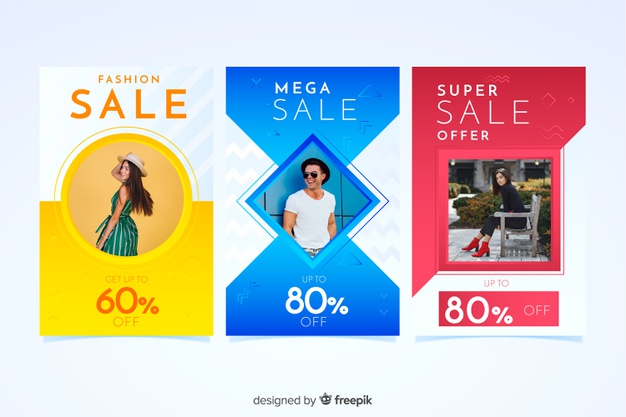 FASHION
SALE
GET UP TO
60%
OFF
MEGA
SALE
UP TO
80%
OFF
SUPER
SALE
OFFER
UP TO
80% OFF
designed by freepik